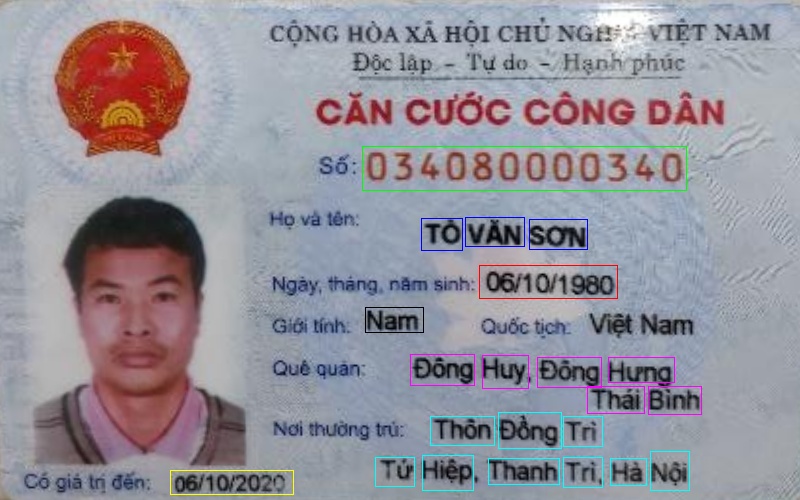 CỘNG HÒA XÃ HỘI CHỦ NGHĨA VIỆT NAM
Độc lập - Tự do - Hạnh phúc
CĂN CƯỚC CÔNG DÂN
Số: 034080000340
Họ và tên:
TÔ VĂN SƠN
Ngày, tháng, năm sinh: 06/10/1980
Giới tính: Nam Quốc tịch: Việt Nam
Quê quán: Đông Huy, Đông Hưng
Thái Bình
Nơi thường trú: Thôn Đồng Trì
Tứ Hiệp, Thanh Trì, Hà Nội
Có giá trị đến: 06/10/2020